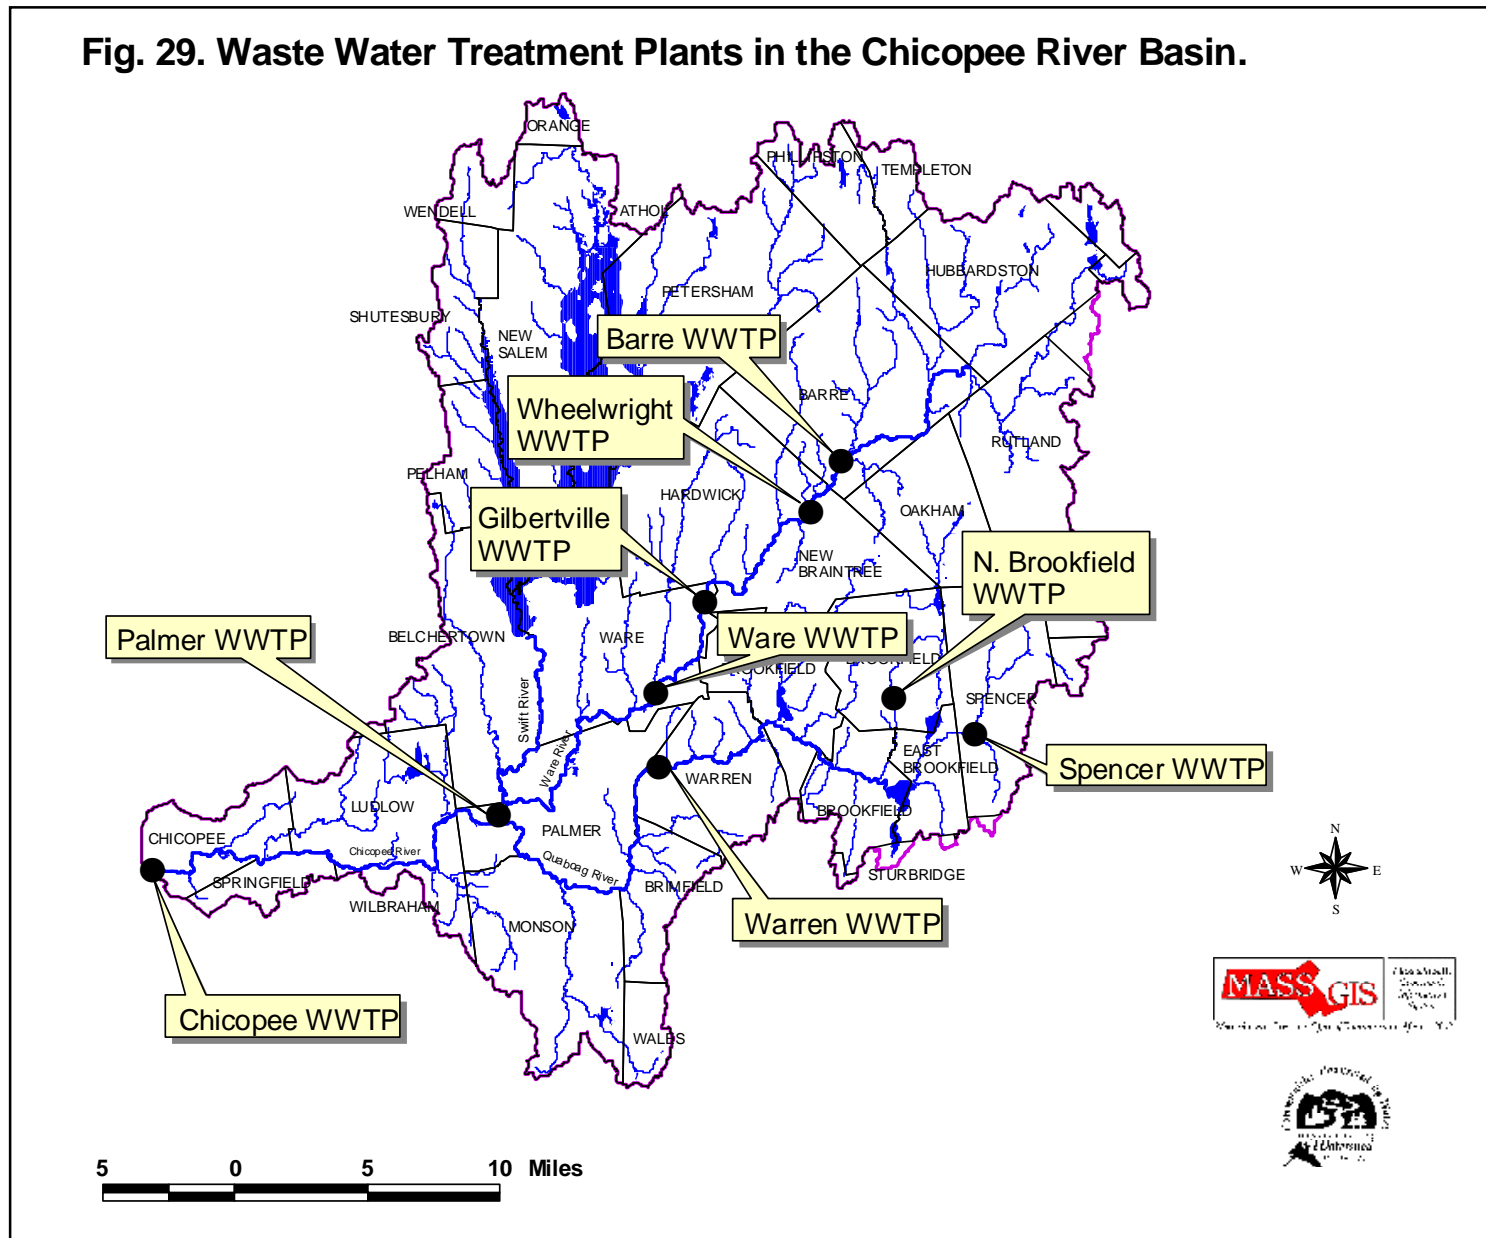 Fig. 29. Waste Water Treatment Plants in the Chicopee River Basin.
ORANGE
PHILLIPSTON
TEMPLETON
WENDELL
ATHOL
HUBBARDSTON
PETERSHAM
SHUTESBURY
NEW
SALEM
Barre WWTP
BARRE
Wheelwright
WWTP
RUTLAND
PELHAM
HARDWICK
OAKHAM
Gilbertville
WWTP
NEW
BRAINTREE
N. Brookfield
WWTP
Palmer WWTP
BELCHERTOWN
WARE
Ware WWTP
SPENCER
Swift River
Ware River
EAST
BROOKFIELD
Spencer WWTP
WARREN
BROOKFIELD
LUDLOW
PALMER
CHICOPEE
Chicopee River
Quaboag River
SPRINGFIELD
BRIMFIELD
STURBRIDGE
WILBRAHAM
MONSON
Warren WWTP
Chicopee WWTP
WALES
N
W E
S
MASS GIS
5 0 5 10 Miles